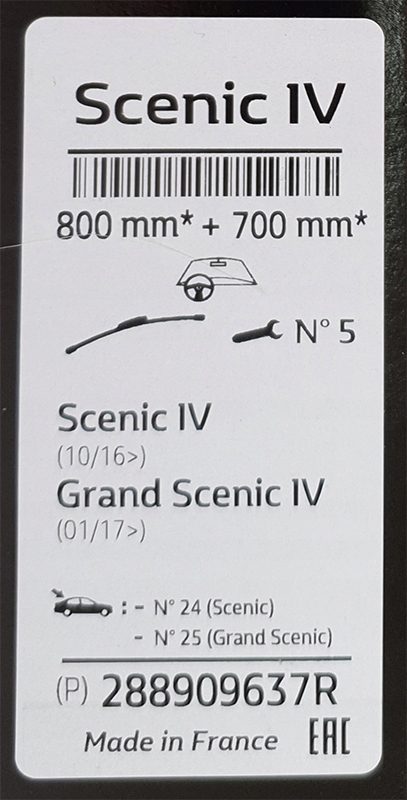 Scenic IV
800 mm* + 700 mm*
N° 5
Scenic IV
(10/16>)
Grand Scenic IV
(01/17>)
: - N° 24 (Scenic)
- N° 25 (Grand Scenic)
(P) 288909637R
Made in France EAC